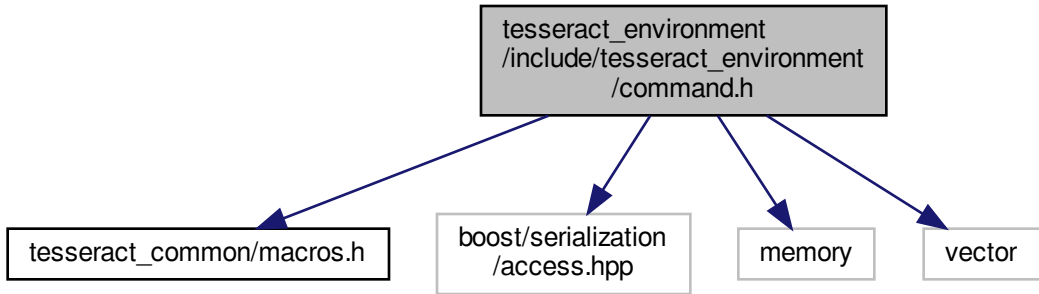 tesseract_environment
/include/tesseract_environment
/command.h
tesseract_common/macros.h
boost/serialization
/access.hpp
memory
vector